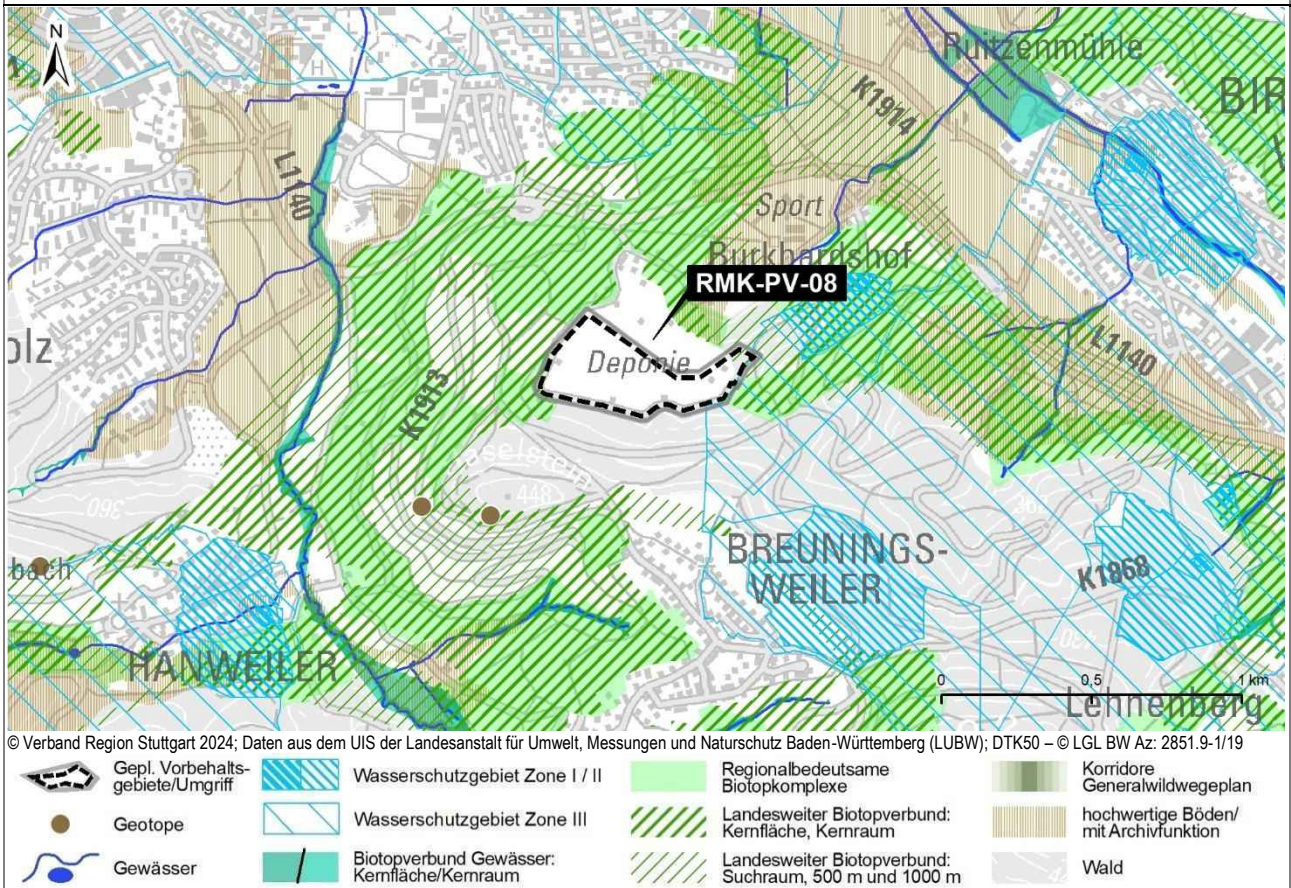 N
H
Ruitzenmühle
BIR
K1914
L1140
Sport
Burkhardshof
RMK-PV-08
olz
Deponie
L1140
K1913
Haselstein
448
360
bach
BREUNINGS-
WEILER
K1868
HANWEILER
0 0,5 1 km
Lehnenberg
© Verband Region Stuttgart 2024; Daten aus dem UIS der Landesanstalt für Umwelt, Messungen und Naturschutz Baden-Württemberg (LUBW); DTK50 – © LGL BW Az: 2851.9-1/19
Gepl. Vorbehalts-
gebiete/Umgriff
Geotope
Gewässer
Wasserschutzgebiet Zone I / II
Wasserschutzgebiet Zone III
Biotopverbund Gewässer:
Kernfläche/Kernraum
Regionalbedeutsame
Biotopkomplexe
Landesweiter Biotopverbund:
Kernfläche, Kernraum
Landesweiter Biotopverbund:
Suchraum, 500 m und 1000 m
Korridore
Generalwildwegeplan
hochwertige Böden/
mit Archivfunktion
Wald